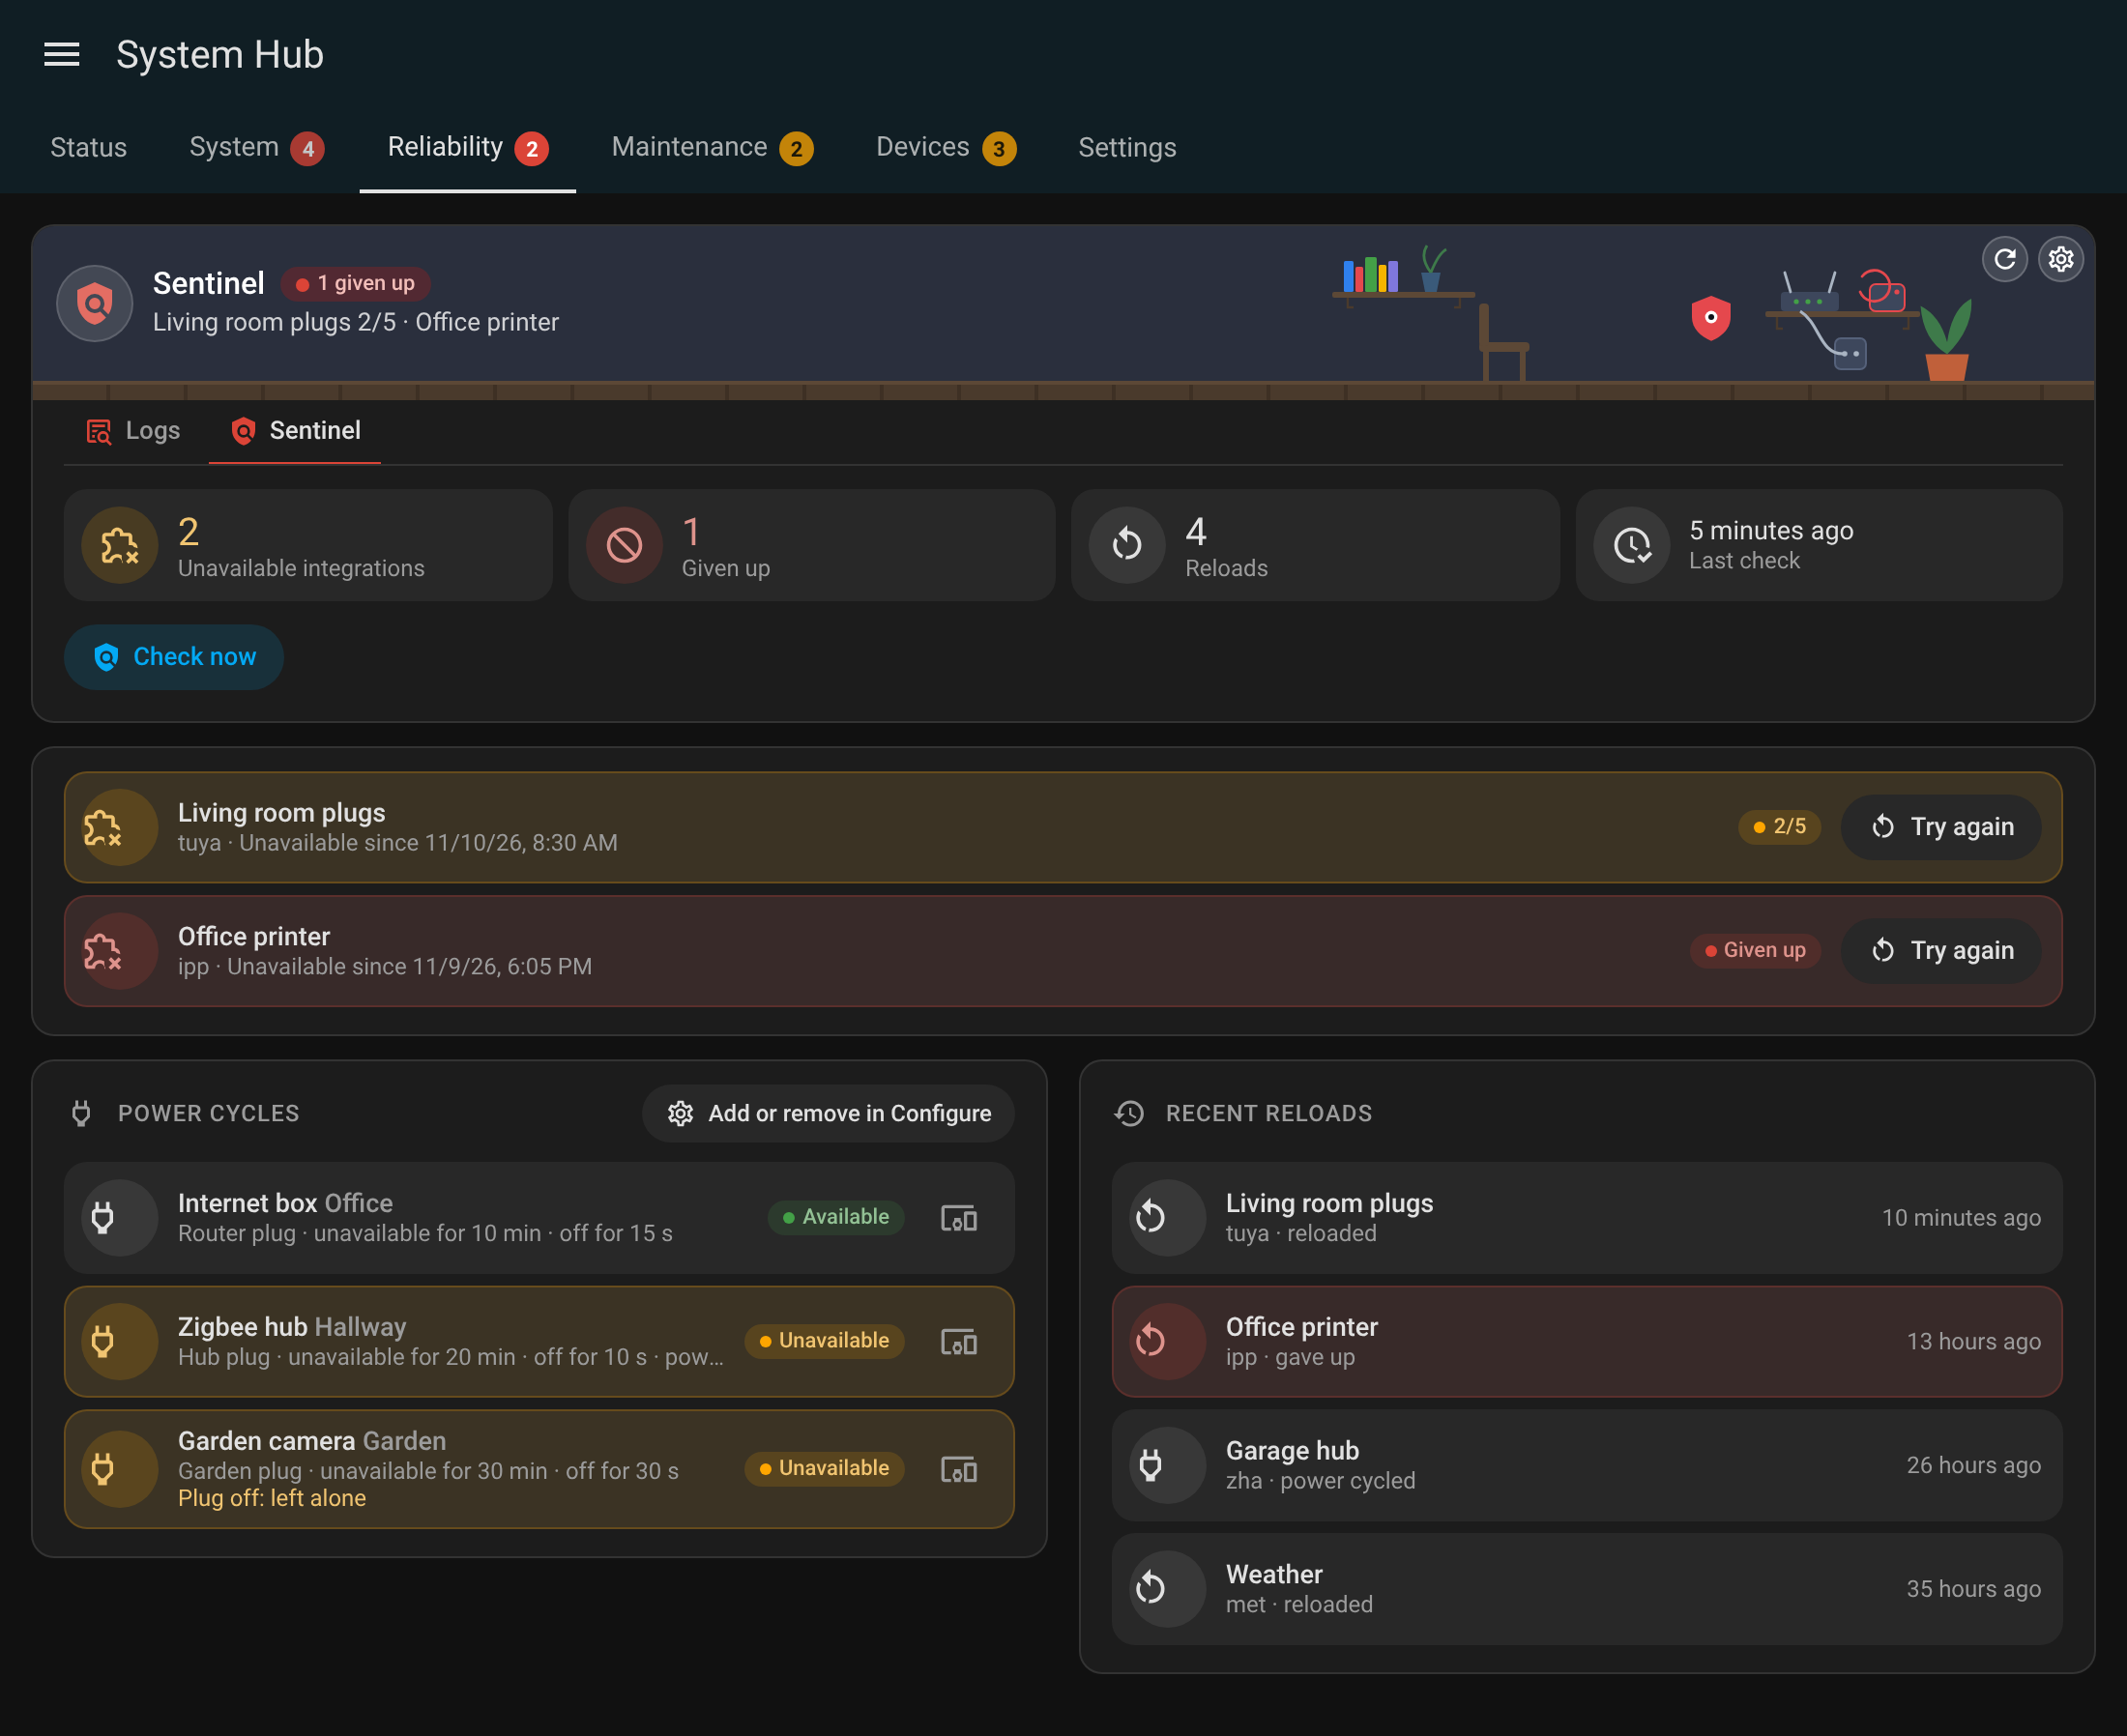 System Hub
Status
System 4
Reliability 2
Maintenance 2
Devices 3
Settings
Sentinel 1 given up
Living room plugs 2/5 · Office printer
Logs
Sentinel
2
Unavailable integrations
1
Given up
4
Reloads
5 minutes ago
Last check
Check now
Living room plugs
tuya · Unavailable since 11/10/26, 8:30 AM
2/5
Try again
Office printer
ipp · Unavailable since 11/9/26, 6:05 PM
Given up
Try again
POWER CYCLES
Add or remove in Configure
Internet box Office
Router plug · unavailable for 10 min · off for 15 s
Available
Zigbee hub Hallway
Hub plug · unavailable for 20 min · off for 10 s · pow...
Unavailable
Garden camera Garden
Garden plug · unavailable for 30 min · off for 30 s
Plug off: left alone
Unavailable
RECENT RELOADS
Living room plugs
tuya · reloaded
10 minutes ago
Office printer
ipp · gave up
13 hours ago
Garage hub
zha · power cycled
26 hours ago
Weather
met · reloaded
35 hours ago